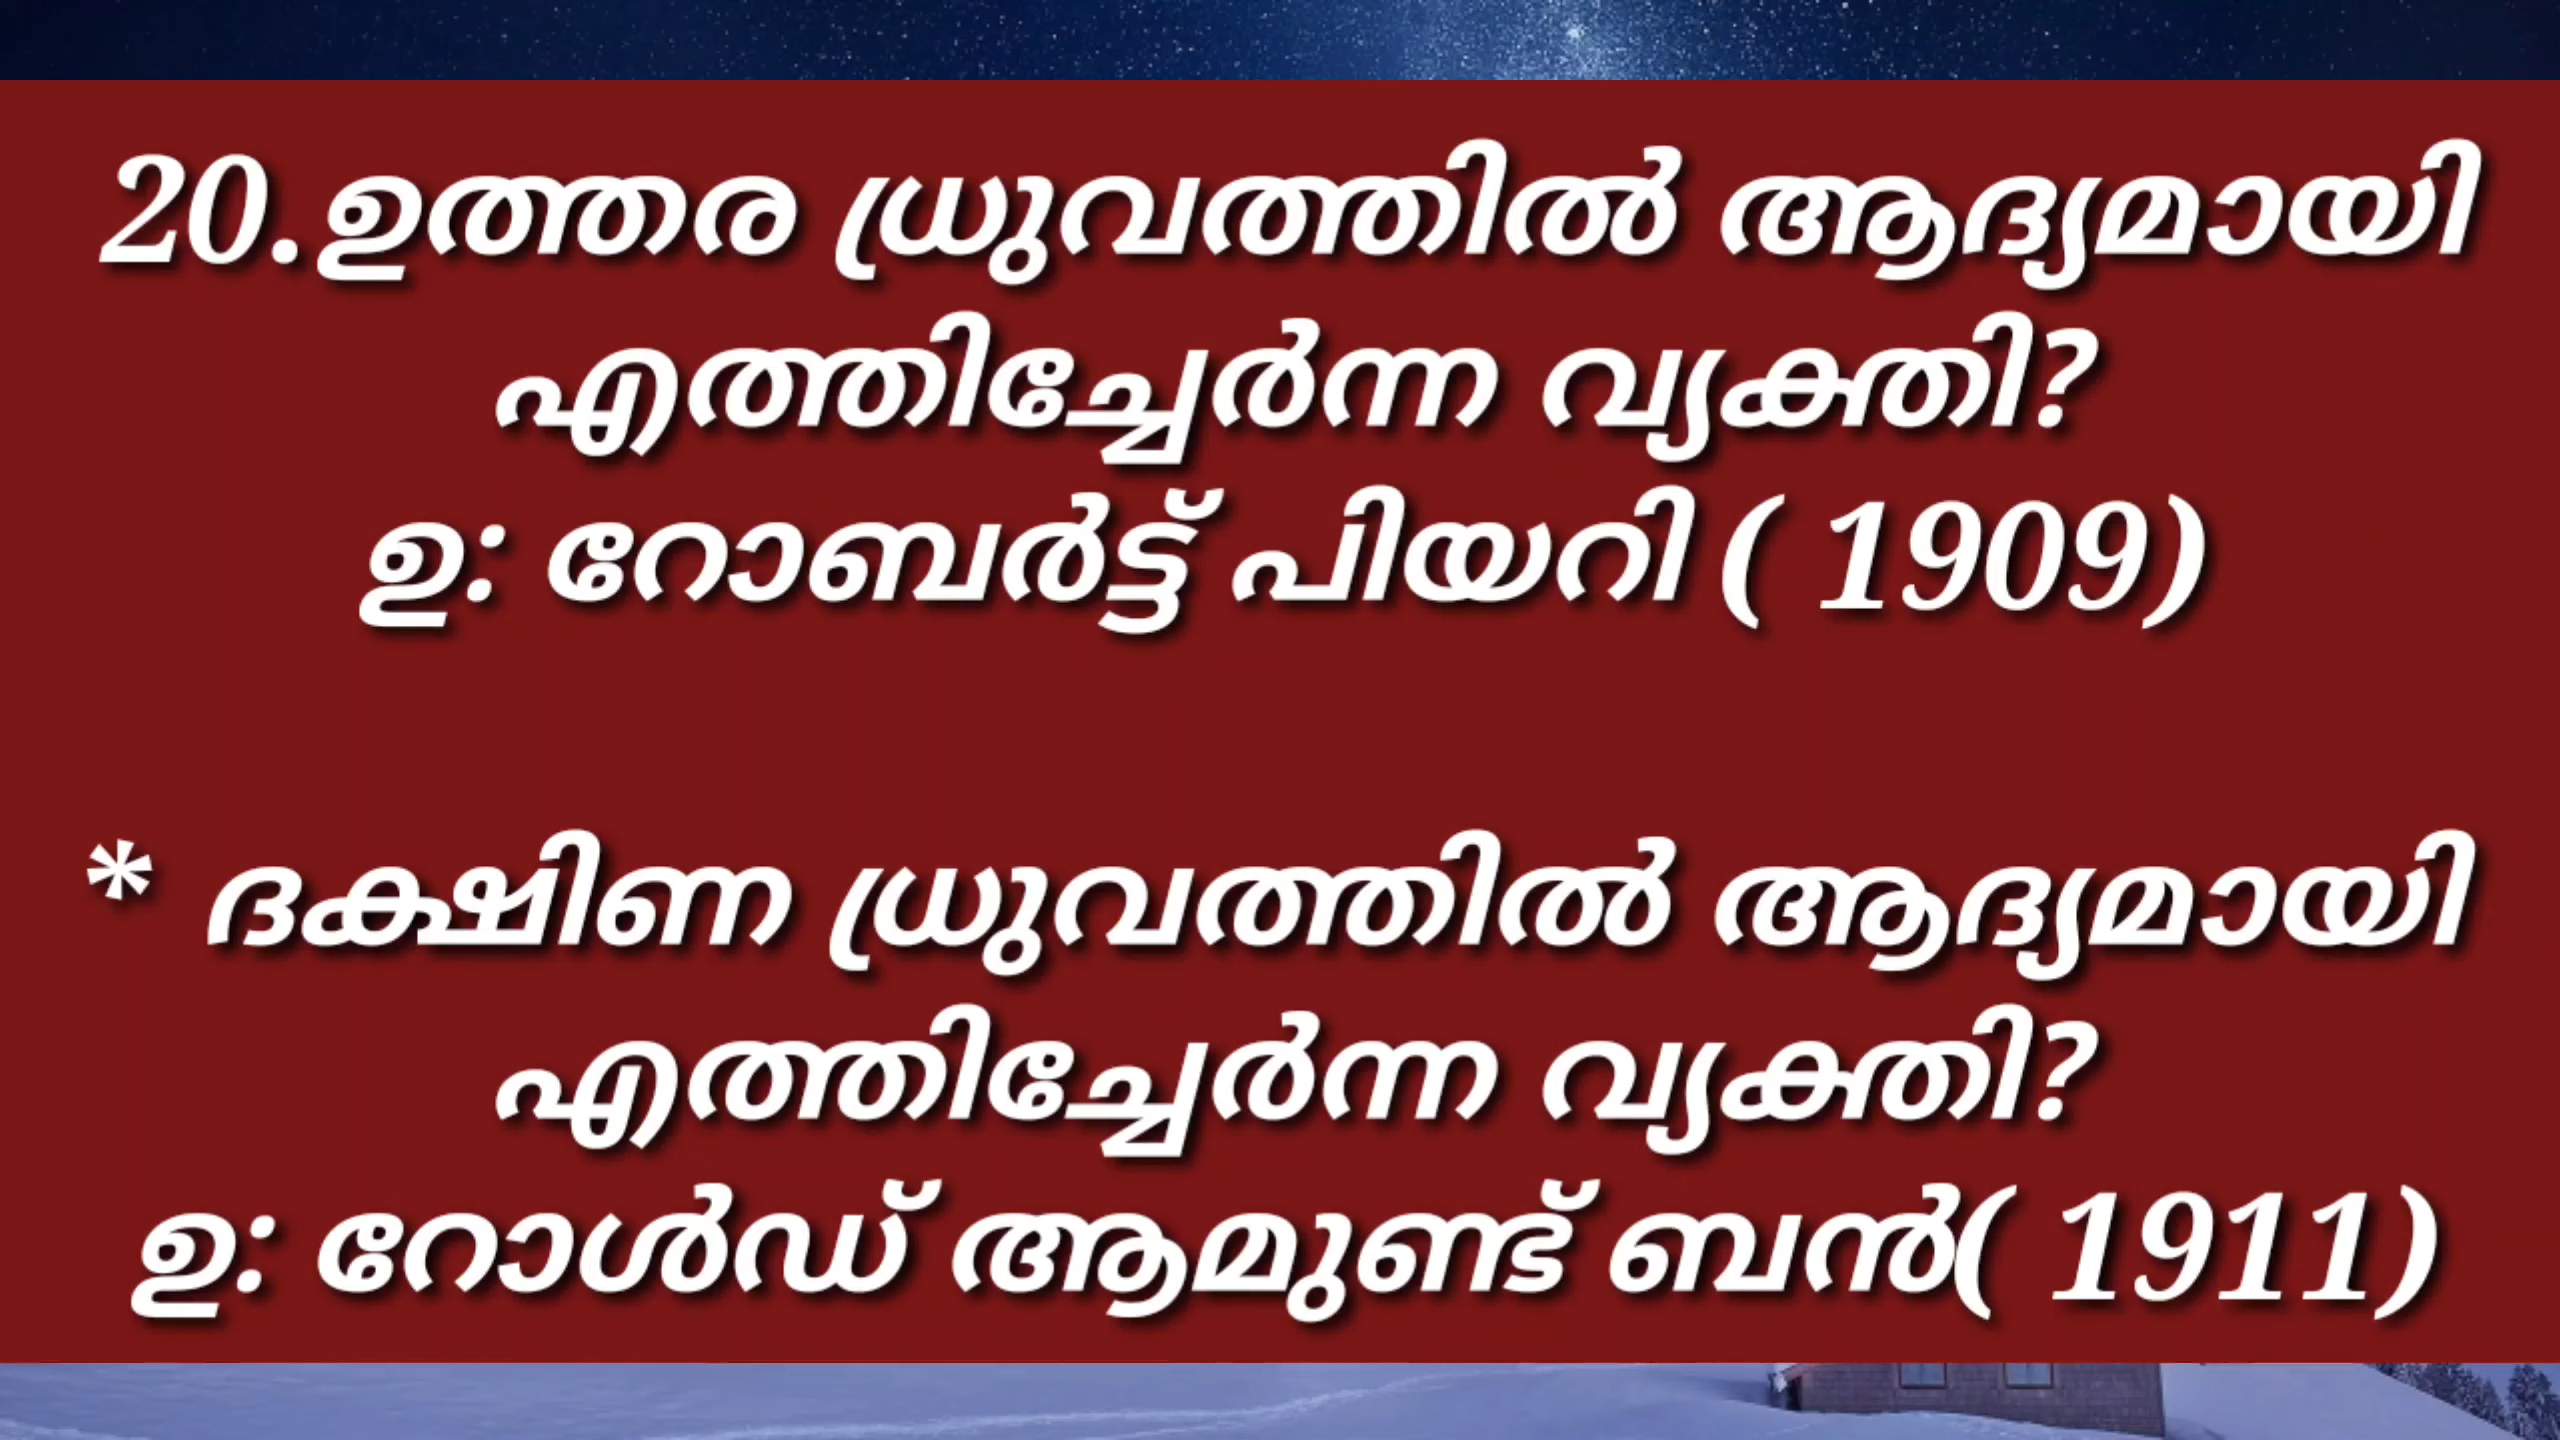 20.ഉത്തര ധ്രുവത്തിൽ ആദ്യമായി
എത്തിച്ചേർന്ന വ്യക്തി?
ഉ: റോബർട്ട് പിയറി ( 1909)
* ദക്ഷിണ ധ്രുവത്തിൽ ആദ്യമായി
എത്തിച്ചേർന്ന വ്യക്തി?
ഉ: റോൾഡ് ആമുണ്ട് ബൻ( 1911)